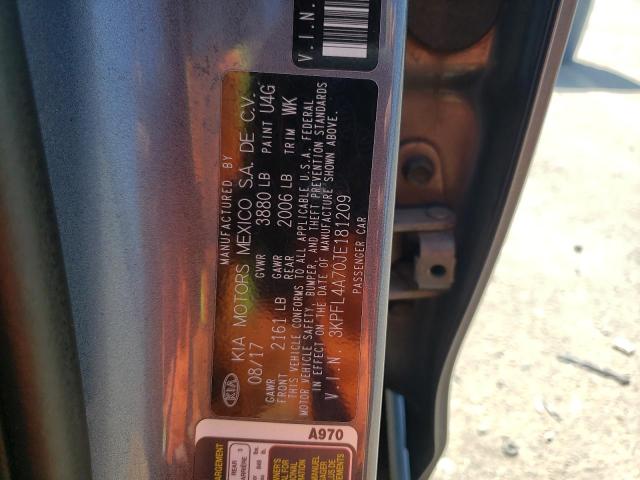 V.I.N.
MANUFACTURED BY
KIA KIA MOTORS MEXICO S.A. DE C.V.
08/17 GVWR 3880 LB PAINT U4G
GAWR FRONT 2161 LB GAWR REAR 2006 LB TRIM WK
THIS VEHICLE CONFORMS TO ALL APPLICABLE U.S.A. FEDERAL
MOTOR VEHICLE SAFETY, BUMPER, AND THEFT PREVENTION STANDARDS
IN EFFECT ON THE DATE OF MANUFACTURE SHOWN ABOVE.
V.I.N. 3KPFL4A70JE181209
PASSENGER CAR
A970
REAR 3